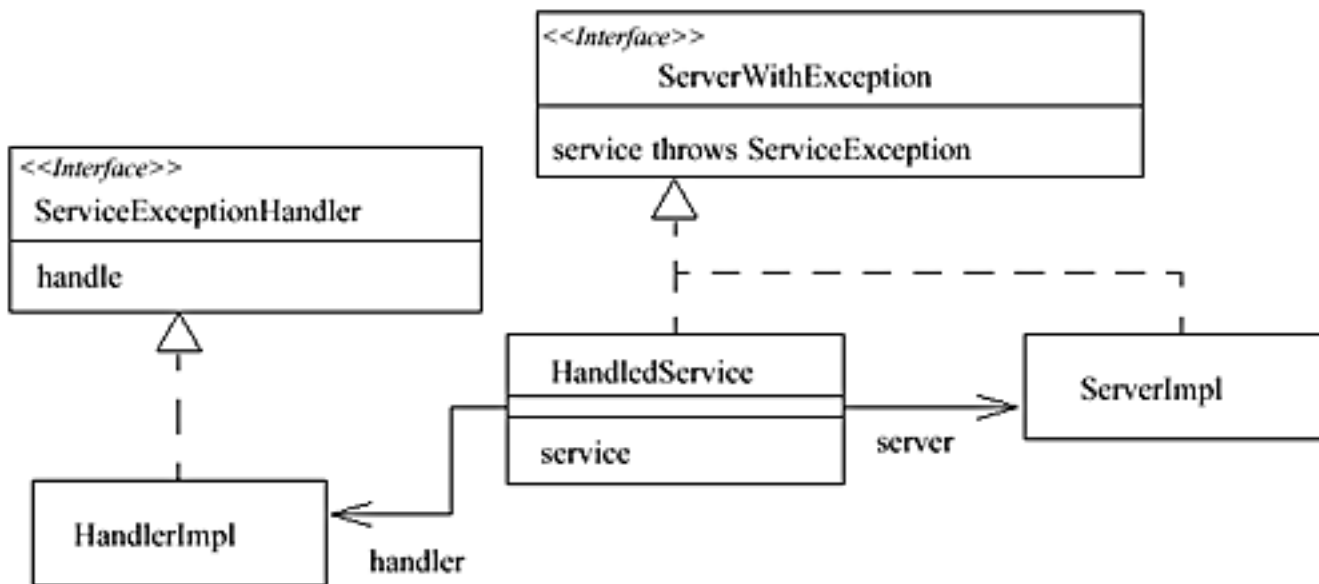 <<Interface>>
ServerWithException
service throws ServiceException
<<Interface>>
ServiceExceptionHandler
handle
HandledService
service
server
ServerImpl
HandlerImpl
handler